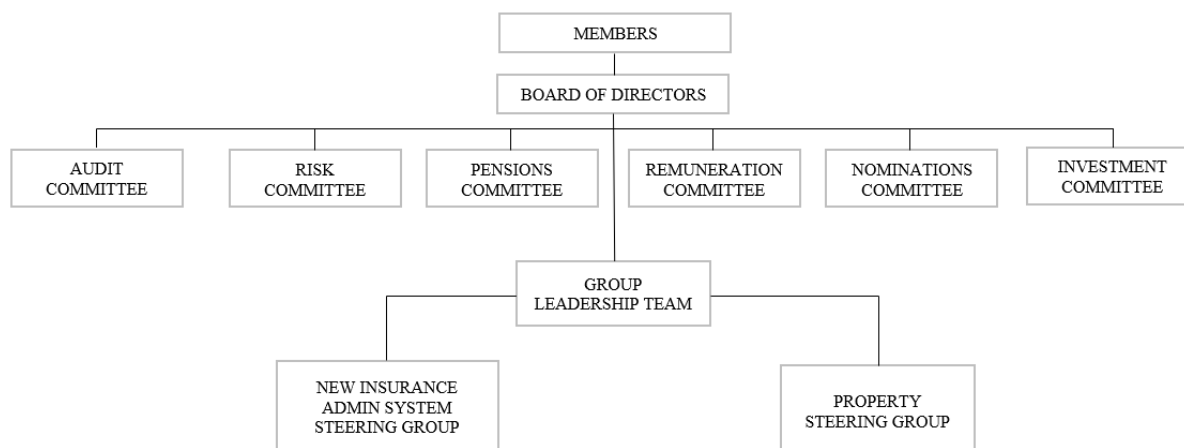 MEMBERS
BOARD OF DIRECTORS
AUDIT
COMMITTEE
RISK
COMMITTEE
PENSIONS
COMMITTEE
REMUNERATION
COMMITTEE
NOMINATIONS
COMMITTEE
INVESTMENT
COMMITTEE
GROUP
LEADERSHIP TEAM
NEW INSURANCE
ADMIN SYSTEM
STEERING GROUP
PROPERTY
STEERING GROUP